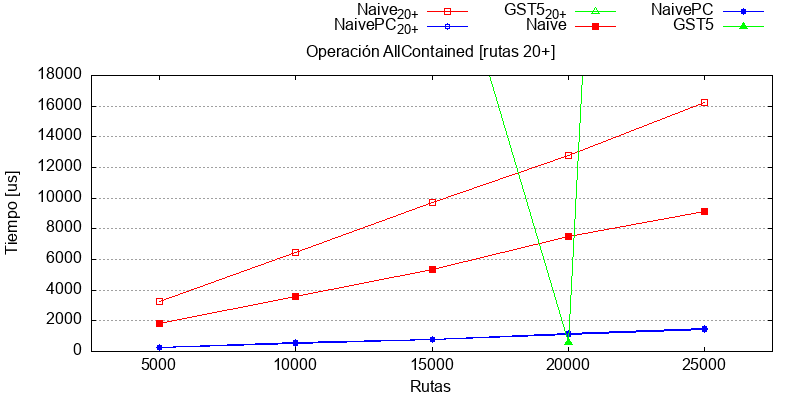 Naive20+ GST520+ NaivePC
NaivePC20+ Naive GST5
Operación AllContained [rutas 20+]
18000
16000
14000
12000
10000
8000
6000
4000
2000
0
Tiempo [us]
5000 10000 15000 20000 25000
Rutas